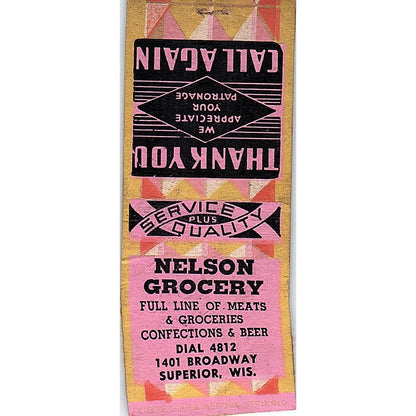 THANK YOU
WE
APPRECIATE
YOUR
PATRONAGE
CALL AGAIN
SERVICE
PLUS
QUALITY
NELSON
GROCERY
FULL LINE OF MEATS
& GROCERIES
CONFECTIONS & BEER
DIAL 4812
1401 BROADWAY
SUPERIOR, WIS.